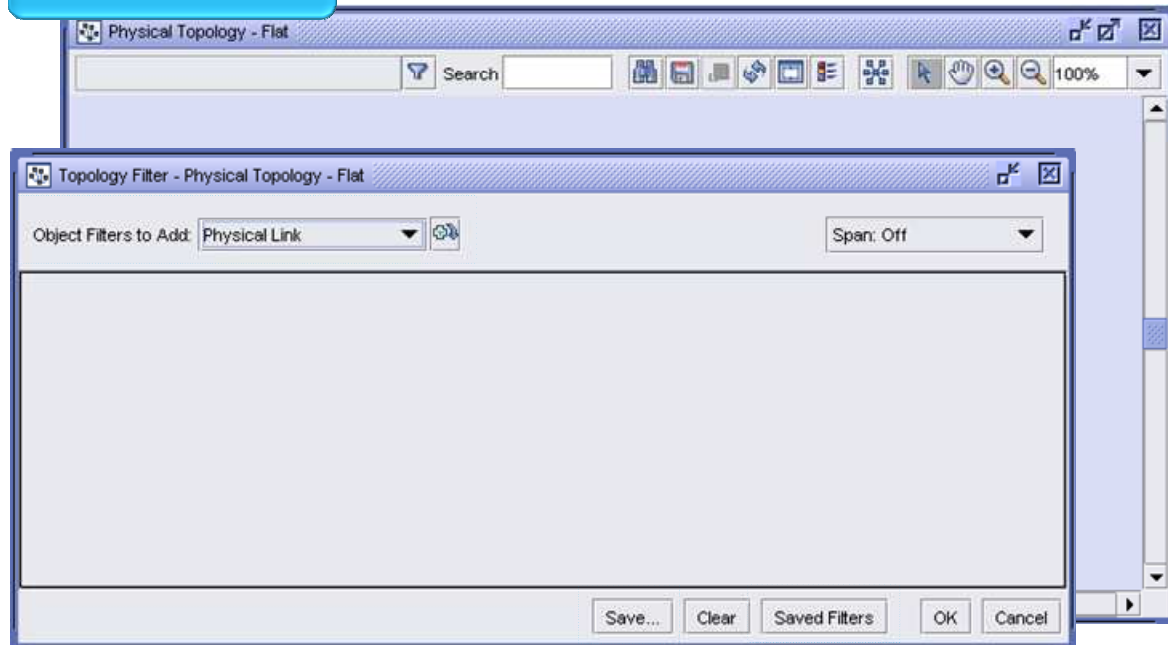 Physical Topology - Flat
Search
100%
Topology Filter - Physical Topology - Flat
Object Filters to Add: Physical Link
Span: Off
Save... Clear Saved Filters OK Cancel